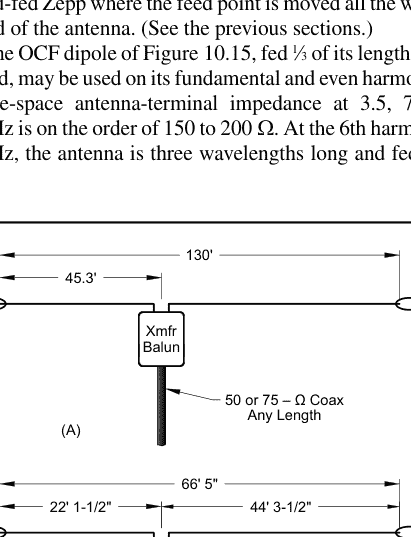 d-fed Zepp where the feed point is moved all the w
d of the antenna. (See the previous sections.)
ne OCF dipole of Figure 10.15, fed ⅓ of its length
d, may be used on its fundamental and even harmo
e-space antenna-terminal impedance at 3.5, 7
Hz is on the order of 150 to 200 Ω. At the 6th harm
Hz, the antenna is three wavelengths long and fed
130'
45.3'
Xmfr
Balun
50 or 75 – Ω Coax
Any Length
(A)
66' 5"
22' 1-1/2"
44' 3-1/2"